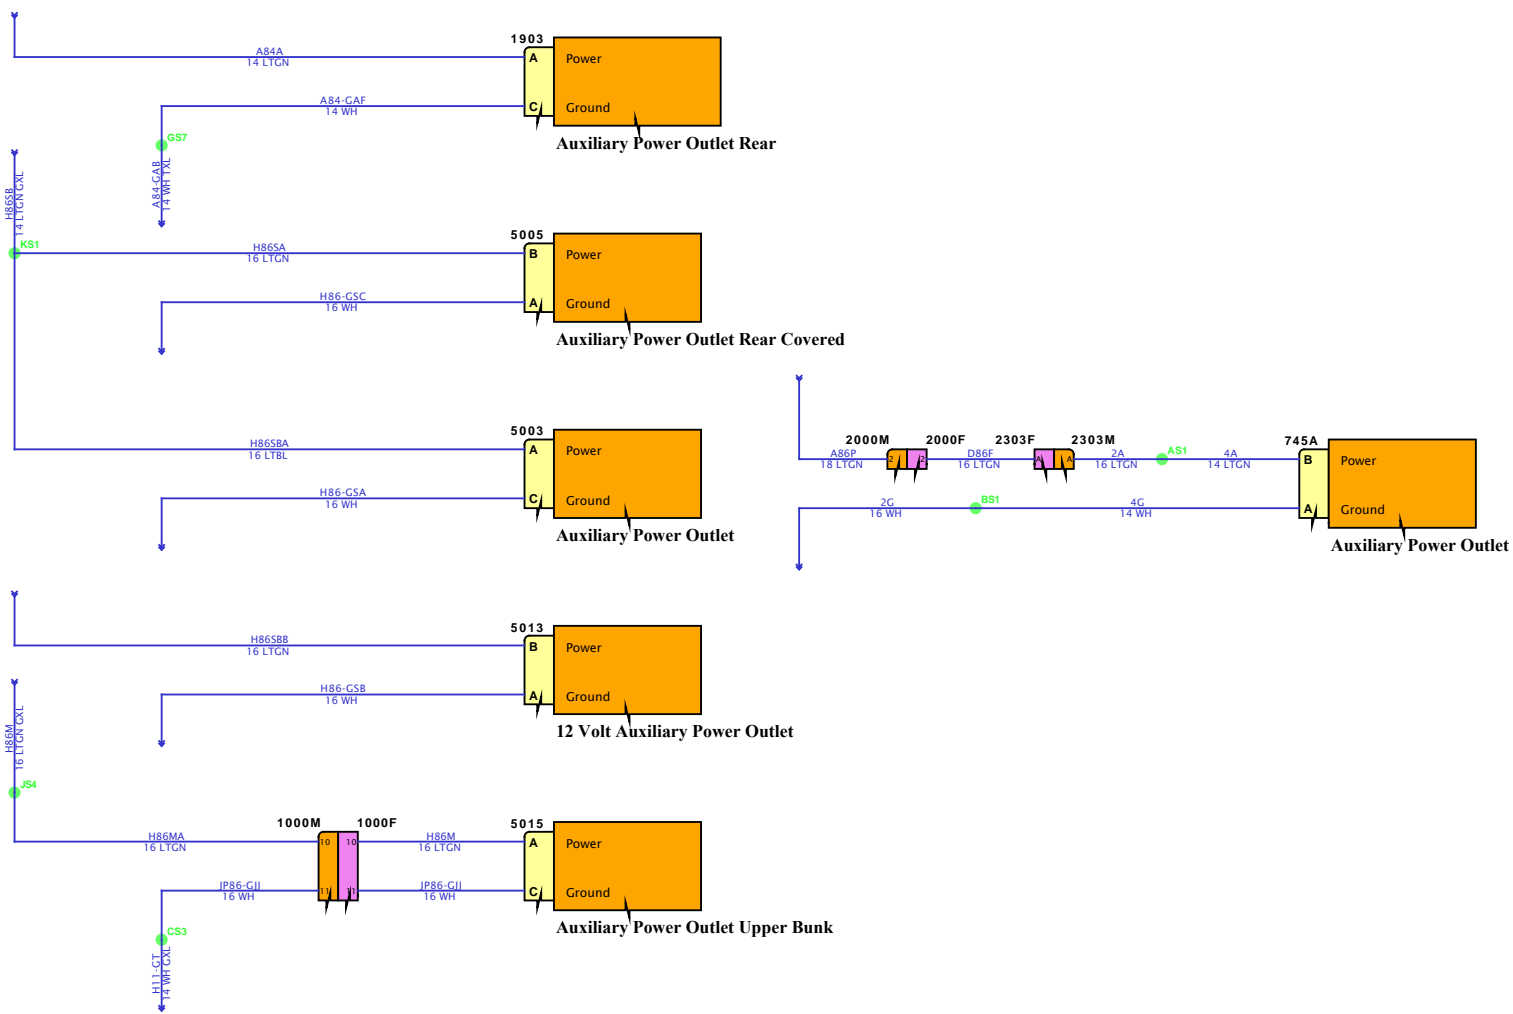 1903
A84A
14 LTGN
A
Power
A84-GAF
14 WH
C
Ground
Auxiliary Power Outlet Rear
GS7
A84-GAB
14 WH TXL
H86SB
14 LTGN GXL
KS1
5005
H86SA
16 LTGN
B
Power
H86-GSC
16 WH
A
Ground
Auxiliary Power Outlet Rear Covered
5003
H86SBA
16 LTBL
A
Power
H86-GSA
16 WH
C
Ground
Auxiliary Power Outlet
2000M
2000F
2303F
2303M
745A
A86P
18 LTGN
2
2
D86F
16 LTGN
A
A
2A
16 LTGN
AS1
4A
14 LTGN
B
Power
2G
16 WH
BS1
4G
14 WH
A
Ground
Auxiliary Power Outlet
5013
H86SBB
16 LTGN
B
Power
H86-GSB
16 WH
A
Ground
12 Volt Auxiliary Power Outlet
H86M
16 LTGN GXL
JS4
1000M
1000F
5015
H86MA
16 LTGN
10
10
H86M
16 LTGN
A
Power
JP86-GJJ
16 WH
11
11
JP86-GJJ
16 WH
C
Ground
Auxiliary Power Outlet Upper Bunk
CS3
H11-GT
14 WH GXL